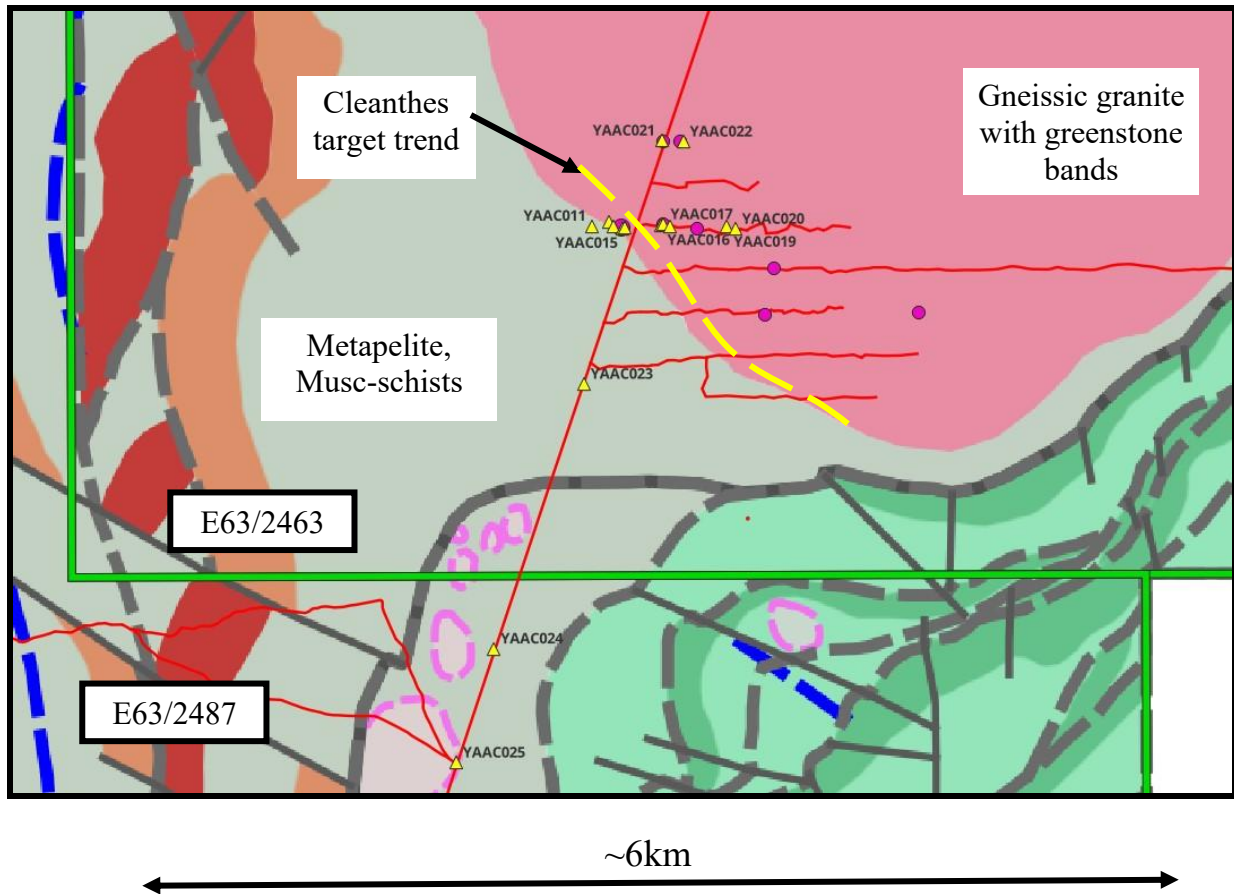 Cleanthes
target trend
Gneissic granite
with greenstone
bands
YAAC021
YAAC022
YAAC011
YAAC017
YAAC020
YAAC015
YAAC016
YAAC019
Metapelite,
Musc-schists
YAAC023
E63/2463
YAAC024
E63/2487
YAAC025
~6km